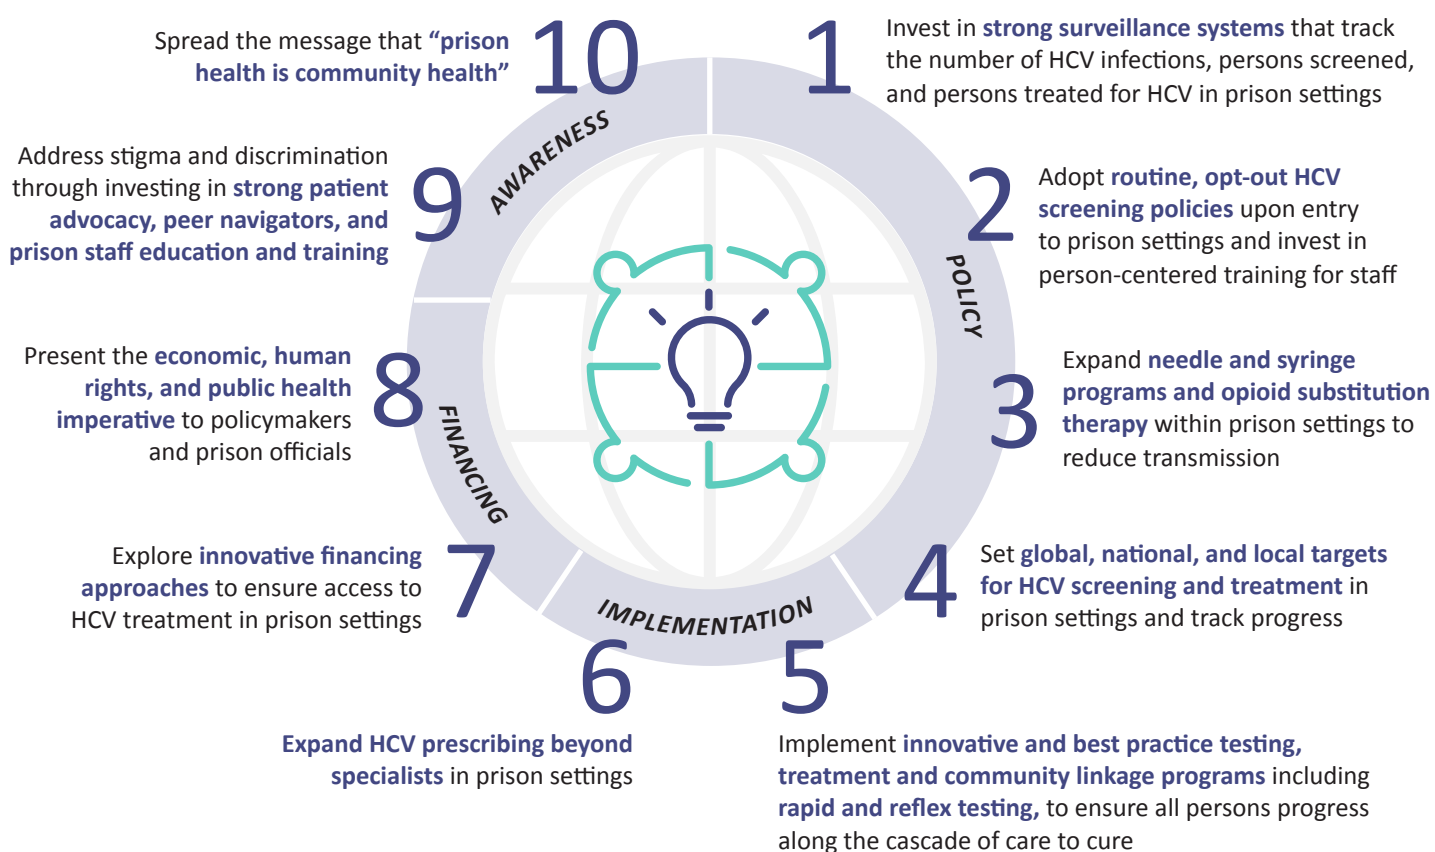 1
Invest in strong surveillance systems that track
the number of HCV infections, persons screened,
and persons treated for HCV in prison settings
2
Adopt routine, opt-out HCV
screening policies upon entry
to prison settings and invest in
person-centered training for staff
3
Expand needle and syringe
programs and opioid substitution
therapy within prison settings to
reduce transmission
4
Set global, national, and local targets
for HCV screening and treatment in
prison settings and track progress
POLICY
5
Implement innovative and best practice testing,
treatment and community linkage programs including
rapid and reflex testing, to ensure all persons progress
along the cascade of care to cure
6
Expand HCV prescribing beyond
specialists in prison settings
IMPLEMENTATION
7
Explore innovative financing
approaches to ensure access to
HCV treatment in prison settings
8
Present the economic, human
rights, and public health
imperative to policymakers
and prison officials
FINANCING
9
Address stigma and discrimination
through investing in strong patient
advocacy, peer navigators, and
prison staff education and training
10
Spread the message that “prison
health is community health”
AWARENESS